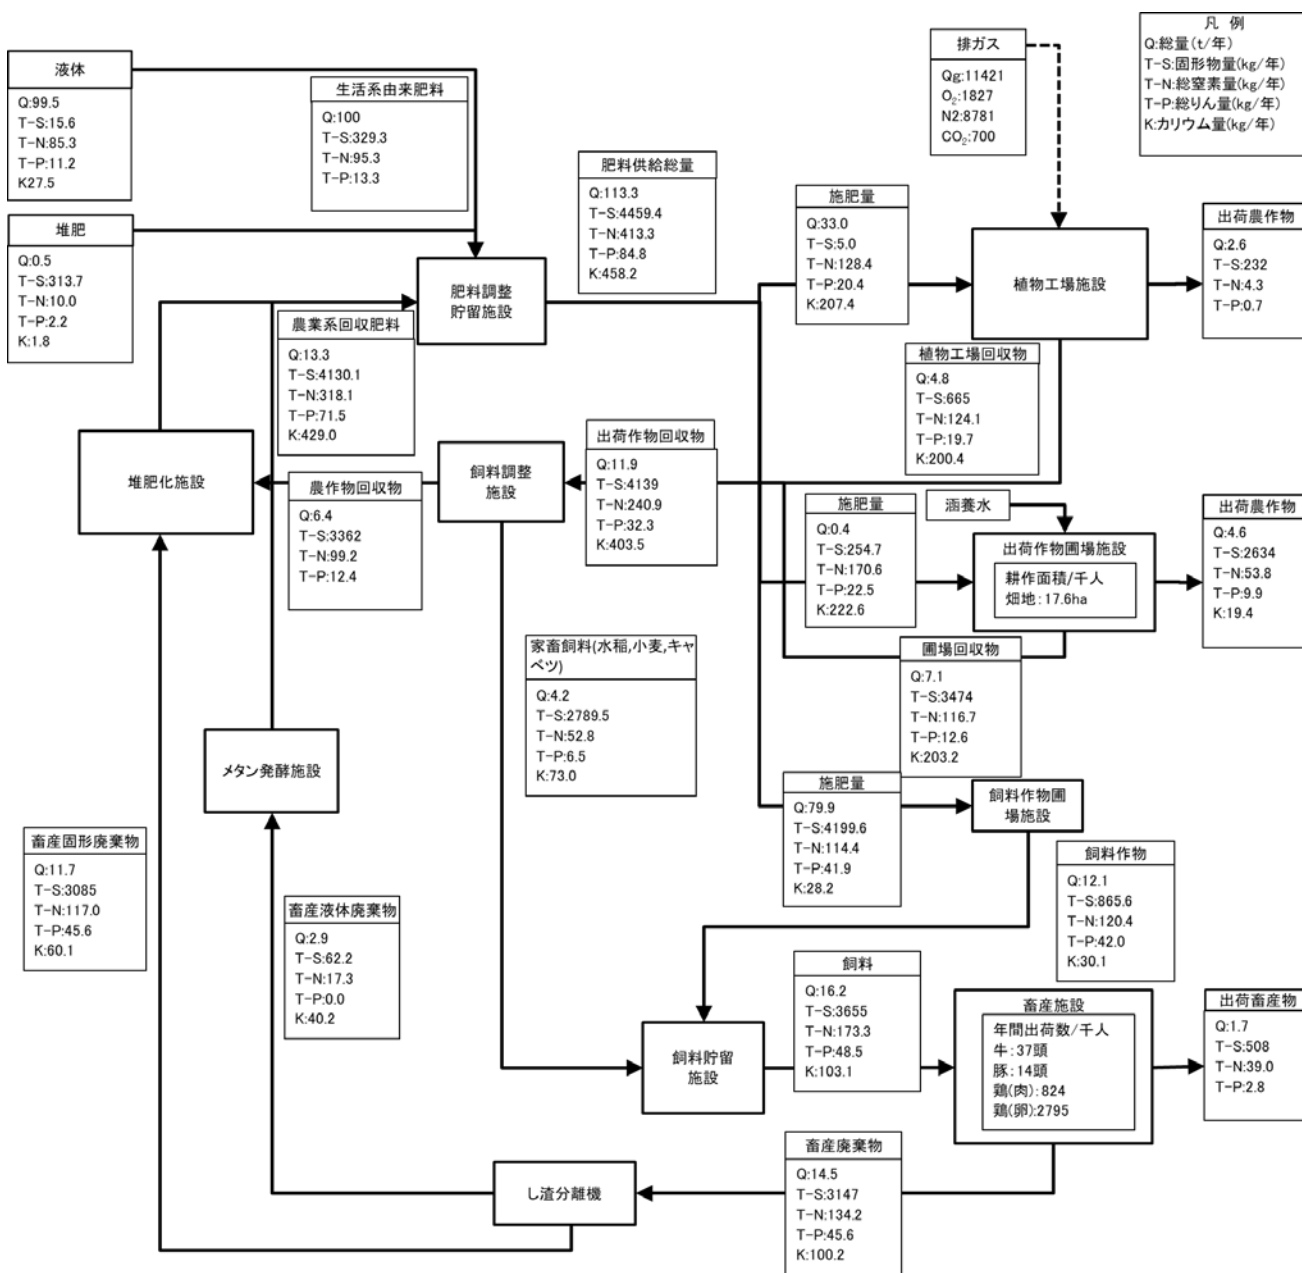 凡 例
Q:総量(t/年)
T-S:固形物量(kg/年)
T-N:総窒素量(kg/年)
T-P:総りん量(kg/年)
K:カリウム量(kg/年)
排ガス
Qg:11421
O₂:1827
N2:8781
CO₂:700
液体
Q:99.5
T-S:15.6
T-N:85.3
T-P:11.2
K27.5
生活系由来肥料
Q:100
T-S:329.3
T-N:95.3
T-P:13.3
肥料供給総量
Q:113.3
T-S:4459.4
T-N:413.3
T-P:84.8
K:458.2
施肥量
Q:33.0
T-S:5.0
T-N:128.4
T-P:20.4
K:207.4
植物工場施設
出荷農作物
Q:2.6
T-S:232
T-N:4.3
T-P:0.7
堆肥
Q:0.5
T-S:313.7
T-N:10.0
T-P:2.2
K:1.8
肥料調整
貯留施設
農業系回収肥料
Q:13.3
T-S:4130.1
T-N:318.1
T-P:71.5
K:429.0
植物工場回収物
Q:4.8
T-S:665
T-N:124.1
T-P:19.7
K:200.4
堆肥化施設
農作物回収物
Q:6.4
T-S:3362
T-N:99.2
T-P:12.4
飼料調整
施設
出荷作物回収物
Q:11.9
T-S:4139
T-N:240.9
T-P:32.3
K:403.5
施肥量
Q:0.4
T-S:254.7
T-N:170.6
T-P:22.5
K:222.6
涵養水
出荷作物圃場施設
耕作面積/千人
畑地:17.6ha
出荷農作物
Q:4.6
T-S:2634
T-N:53.8
T-P:9.9
K:19.4
圃場回収物
Q:7.1
T-S:3474
T-N:116.7
T-P:12.6
K:203.2
家畜飼料(水稲,小麦,キャ
ベツ)
Q:4.2
T-S:2789.5
T-N:52.8
T-P:6.5
K:73.0
メタン発酵施設
施肥量
Q:79.9
T-S:4199.6
T-N:114.4
T-P:41.9
K:28.2
飼料作物圃
場施設
飼料作物
Q:12.1
T-S:865.6
T-N:120.4
T-P:42.0
K:30.1
畜産固形廃棄物
Q:11.7
T-S:3085
T-N:117.0
T-P:45.6
K:60.1
畜産液体廃棄物
Q:2.9
T-S:62.2
T-N:17.3
T-P:0.0
K:40.2
飼料貯留
施設
飼料
Q:16.2
T-S:3655
T-N:173.3
T-P:48.5
K:103.1
畜産施設
年間出荷数/千人
牛:37頭
豚:14頭
鶏(肉):824
鶏(卵):2795
出荷畜産物
Q:1.7
T-S:508
T-N:39.0
T-P:2.8
し渣分離機
畜産廃棄物
Q:14.5
T-S:3147
T-N:134.2
T-P:45.6
K:100.2